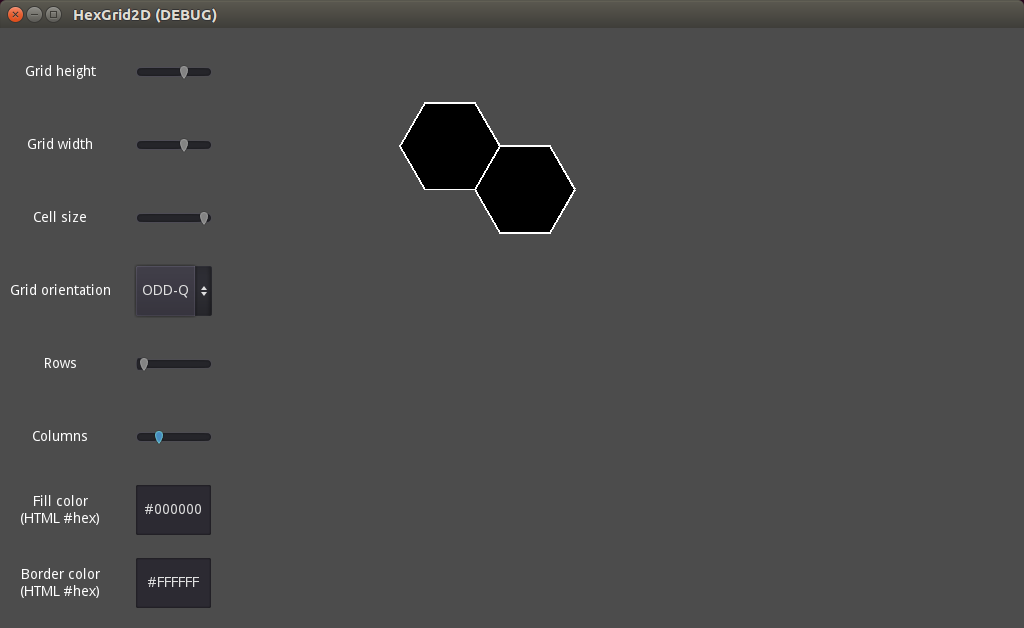 HexGrid2D (DEBUG)
Grid height
Grid width
Cell size
Grid orientation
ODD-Q
Rows
Columns
Fill color
(HTML #hex)
#000000
Border color
(HTML #hex)
#FFFFFF